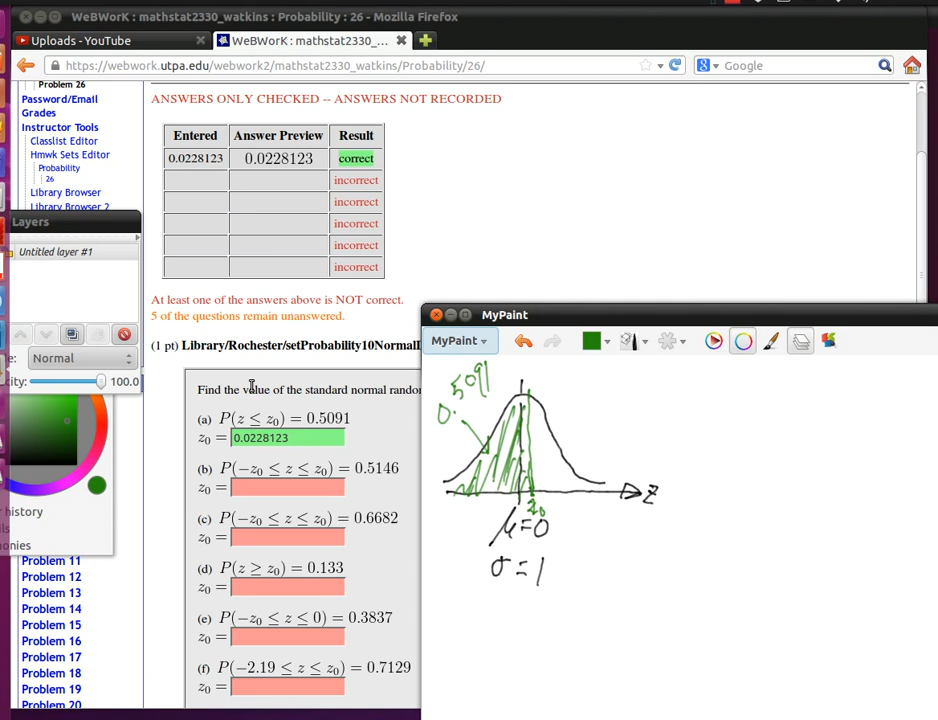 WeBWorK : mathstat2330_watkins : Probability : 26 - Mozilla Firefox
Uploads - YouTube
WeBWorK : mathstat2330_...
https://webwork.utpa.edu/webwork2/mathstat2330_watkins/Probability/26/
Google
Problem 26
Password/Email
Grades
Instructor Tools
Classlist Editor
Hmwk Sets Editor
Probability
26
Library Browser
Library Browser 2
ANSWERS ONLY CHECKED -- ANSWERS NOT RECORDED
Entered Answer Preview Result
0.0228123 0.0228123 correct
incorrect
incorrect
incorrect
incorrect
incorrect
At least one of the answers above is NOT correct.
5 of the questions remain unanswered.
(1 pt) Library/Rochester/setProbability10Normal
Find the value of the standard normal rando
(a) P(z ≤ z₀) = 0.5091
z₀ = 0.0228123
(b) P(−z₀ ≤ z ≤ z₀) = 0.5146
z₀ =
(c) P(−z₀ ≤ z ≤ z₀) = 0.6682
z₀ =
(d) P(z ≥ z₀) = 0.133
z₀ =
(e) P(−z₀ ≤ z ≤ 0) = 0.3837
z₀ =
(f) P(−2.19 ≤ z ≤ z₀) = 0.7129
z₀ =
Layers
Untitled layer #1
e: Normal
city: 100.0
history
ls
monies
Problem 11
Problem 12
Problem 13
Problem 14
Problem 15
Problem 16
Problem 17
Problem 18
Problem 19
Problem 20
MyPaint
MyPaint
0.5091
z₀
z
μ=0
σ=1